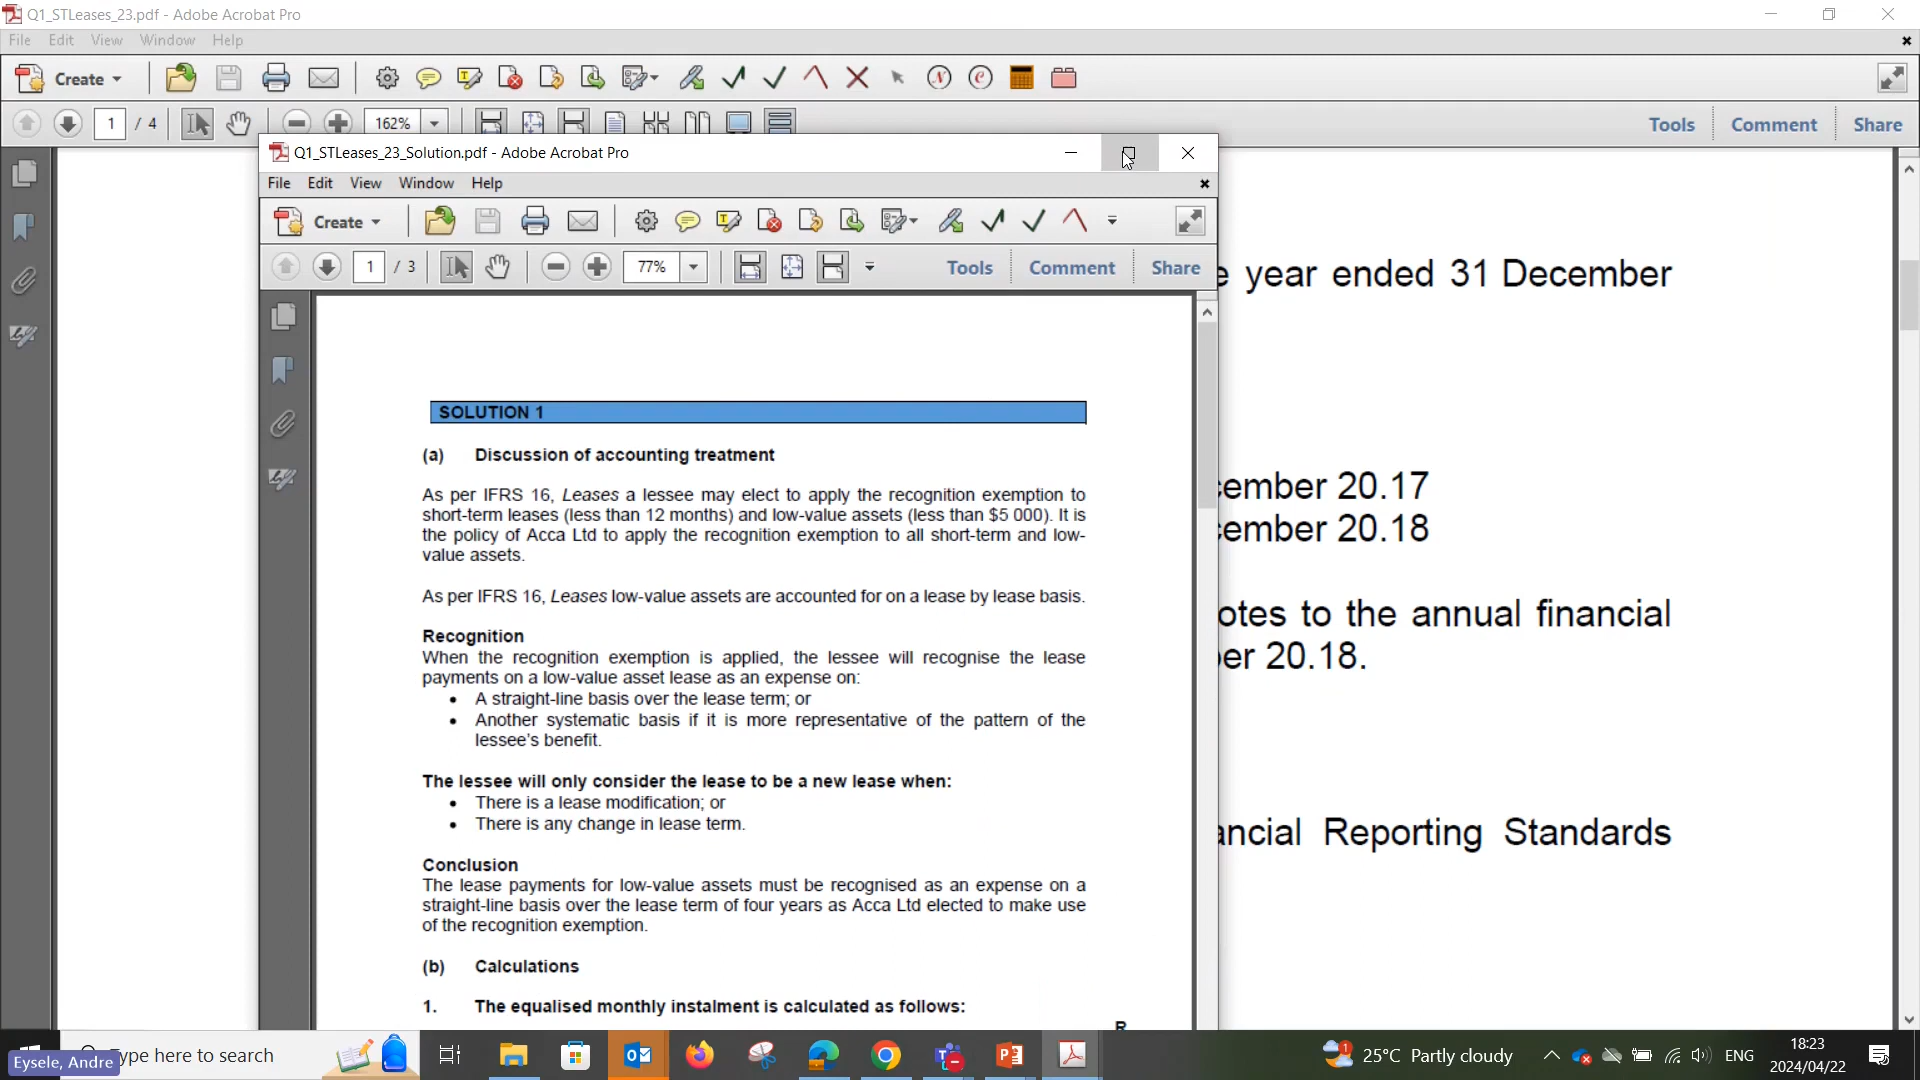 Q1_STLeases_23.pdf - Adobe Acrobat Pro
File Edit View Window Help
Create
1 / 4 162%
Tools Comment Share
Q1_STLeases_23_Solution.pdf - Adobe Acrobat Pro
File Edit View Window Help
Create
1 / 3 77%
Tools Comment Share
SOLUTION 1
(a) Discussion of accounting treatment
As per IFRS 16, Leases a lessee may elect to apply the recognition exemption to
short-term leases (less than 12 months) and low-value assets (less than $5 000). It is
the policy of Acca Ltd to apply the recognition exemption to all short-term and low-
value assets.
As per IFRS 16, Leases low-value assets are accounted for on a lease by lease basis.
Recognition
When the recognition exemption is applied, the lessee will recognise the lease
payments on a low-value asset lease as an expense on:
• A straight-line basis over the lease term; or
• Another systematic basis if it is more representative of the pattern of the
lessee's benefit.
The lessee will only consider the lease to be a new lease when:
• There is a lease modification; or
• There is any change in lease term.
Conclusion
The lease payments for low-value assets must be recognised as an expense on a
straight-line basis over the lease term of four years as Acca Ltd elected to make use
of the recognition exemption.
(b) Calculations
1. The equalised monthly instalment is calculated as follows:
R
year ended 31 December
cember 20.17
cember 20.18
otes to the annual financial
er 20.18.
ancial Reporting Standards
Eysele, Andre
Type here to search
25°C Partly cloudy
ENG
18:23
2024/04/22